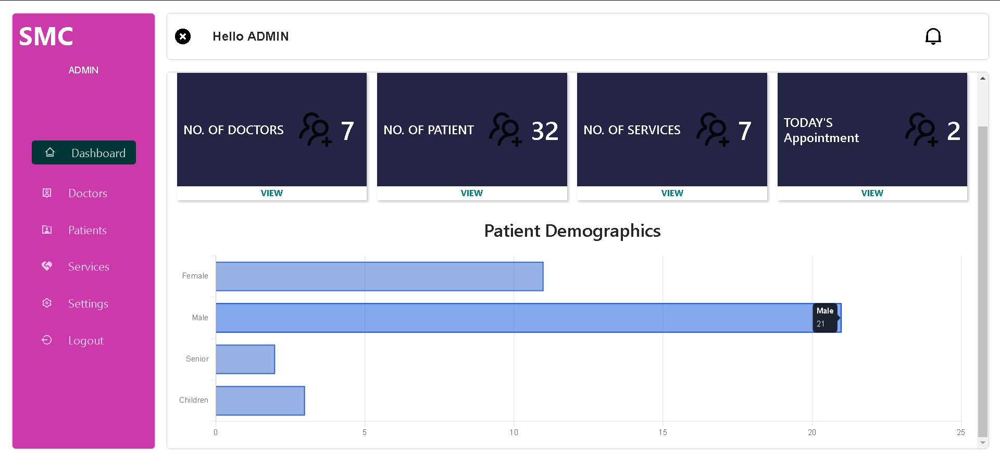 SMC
ADMIN
Dashboard
Doctors
Patients
Services
Settings
Logout
Hello ADMIN
NO. OF DOCTORS 7
VIEW
NO. OF PATIENT 32
VIEW
NO. OF SERVICES 7
VIEW
TODAY'S
Appointment 2
VIEW
Patient Demographics
Female
Male
Male
21
Senior
Children
0 5 10 15 20 25